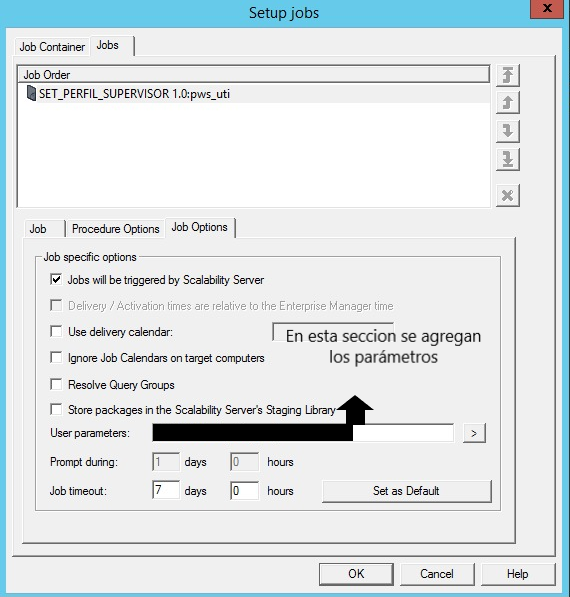 Setup jobs
x
Job Container
Jobs
Job Order
SET_PERFIL_SUPERVISOR 1.0:pws_uti
Job
Procedure Options
Job Options
Job specific options
Jobs will be triggered by Scalability Server
Delivery / Activation times are relative to the Enterprise Manager time
Use delivery calendar:
En esta seccion se agregan
los parámetros
Ignore Job Calendars on target computers
Resolve Query Groups
Store packages in the Scalability Server's Staging Library
User parameters:
>
Prompt during: 1 days 0 hours
Job timeout: 7 days 0 hours
Set as Default
OK
Cancel
Help